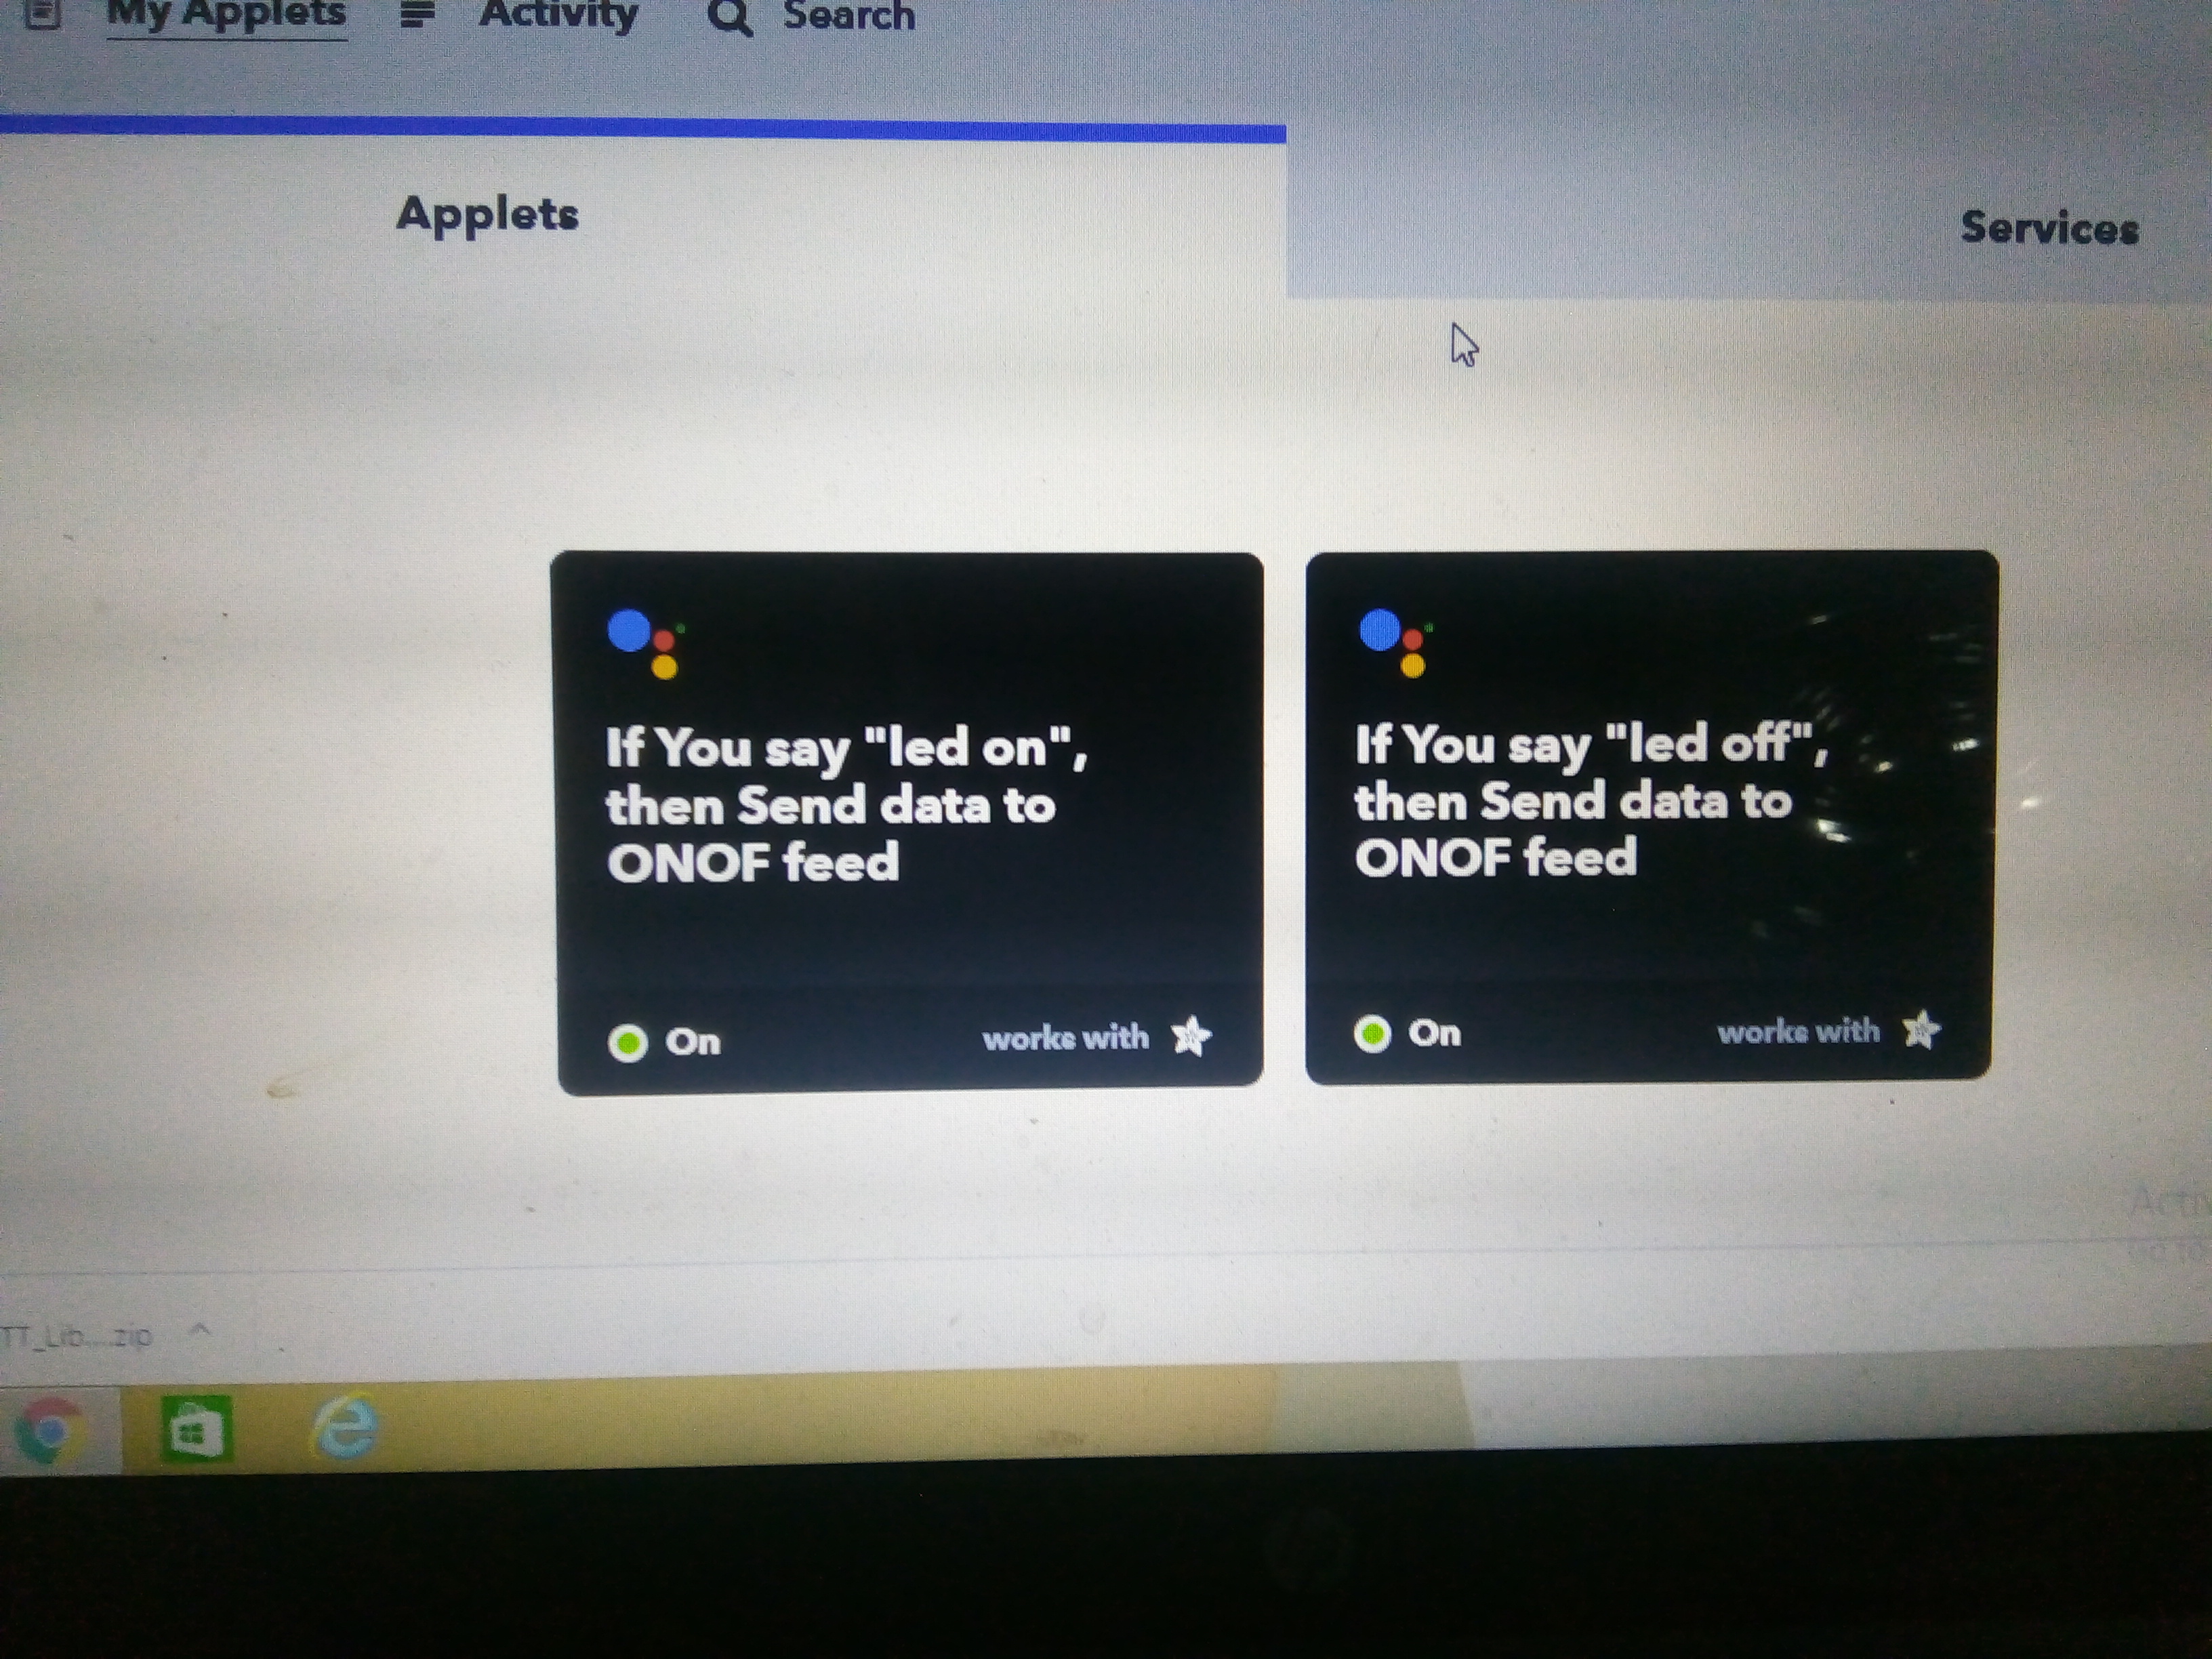 My Applets Activity Search
Applets
Services
If You say "led on",
then Send data to
ONOF feed
On works with
If You say "led off",
then Send data to
ONOF feed
On works with
TT_Lib....zip